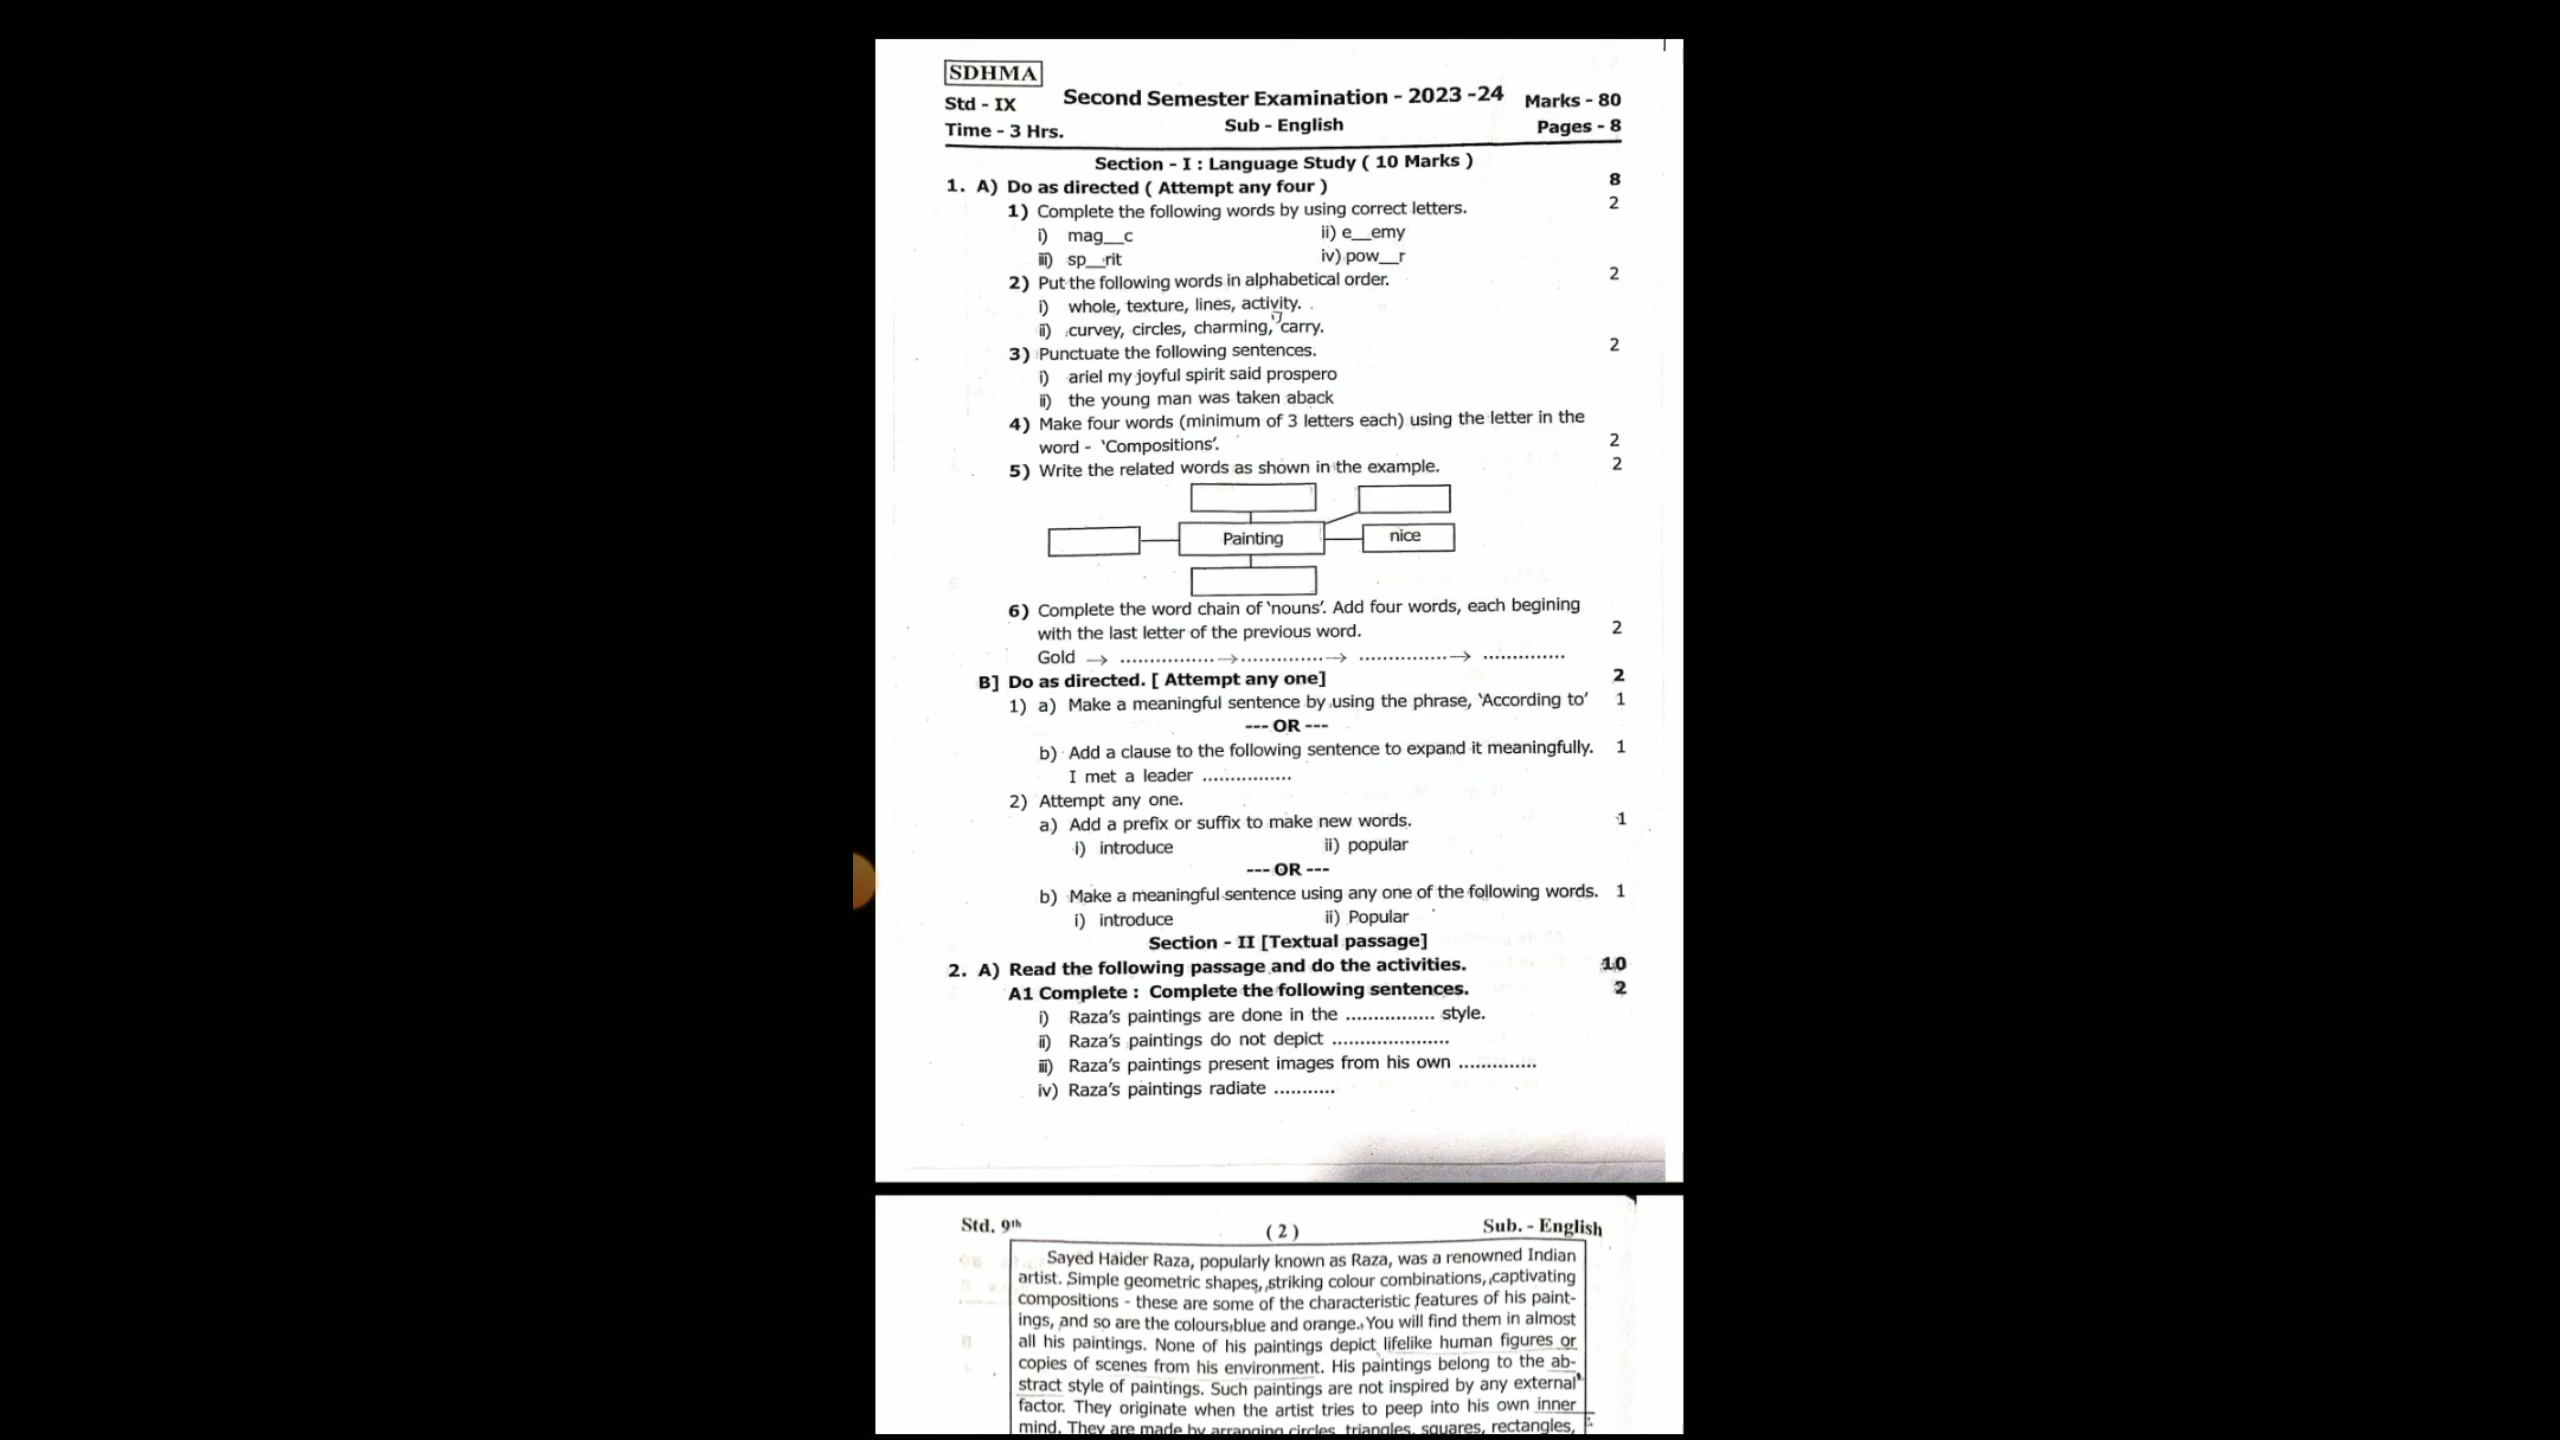 SDHMA
Std - IX Second Semester Examination - 2023 -24 Marks - 80
Time - 3 Hrs. Sub - English Pages - 8
Section - I : Language Study ( 10 Marks )
1. A) Do as directed ( Attempt any four ) 8
1) Complete the following words by using correct letters. 2
i) mag__c ii) e__emy
iii) sp__rit iv) pow__r
2) Put the following words in alphabetical order. 2
i) whole, texture, lines, activity.
ii) curvey, circles, charming, carry.
3) Punctuate the following sentences. 2
i) ariel my joyful spirit said prospero
ii) the young man was taken aback
4) Make four words (minimum of 3 letters each) using the letter in the
word - 'Compositions'. 2
5) Write the related words as shown in the example. 2
Painting nice
6) Complete the word chain of 'nouns'. Add four words, each begining
with the last letter of the previous word. 2
Gold → ................→..............→ ................→ ..............
B] Do as directed. [ Attempt any one] 2
1) a) Make a meaningful sentence by using the phrase, 'According to' 1
--- OR ---
b) Add a clause to the following sentence to expand it meaningfully. 1
I met a leader ................
2) Attempt any one.
a) Add a prefix or suffix to make new words. 1
i) introduce ii) popular
--- OR ---
b) Make a meaningful sentence using any one of the following words. 1
i) introduce ii) Popular
Section - II [Textual passage]
2. A) Read the following passage and do the activities. 10
A1 Complete : Complete the following sentences. 2
i) Raza's paintings are done in the ................ style.
ii) Raza's paintings do not depict .....................
iii) Raza's paintings present images from his own ..............
iv) Raza's paintings radiate ...........
Std. 9th ( 2 ) Sub. - English
Sayed Haider Raza, popularly known as Raza, was a renowned Indian
artist. Simple geometric shapes, striking colour combinations, captivating
compositions - these are some of the characteristic features of his paint-
ings, and so are the colours blue and orange. You will find them in almost
all his paintings. None of his paintings depict lifelike human figures or
copies of scenes from his environment. His paintings belong to the ab-
stract style of paintings. Such paintings are not inspired by any external
factor. They originate when the artist tries to peep into his own inner
mind. They are made by arranging circles, triangles, squares, rectangles,